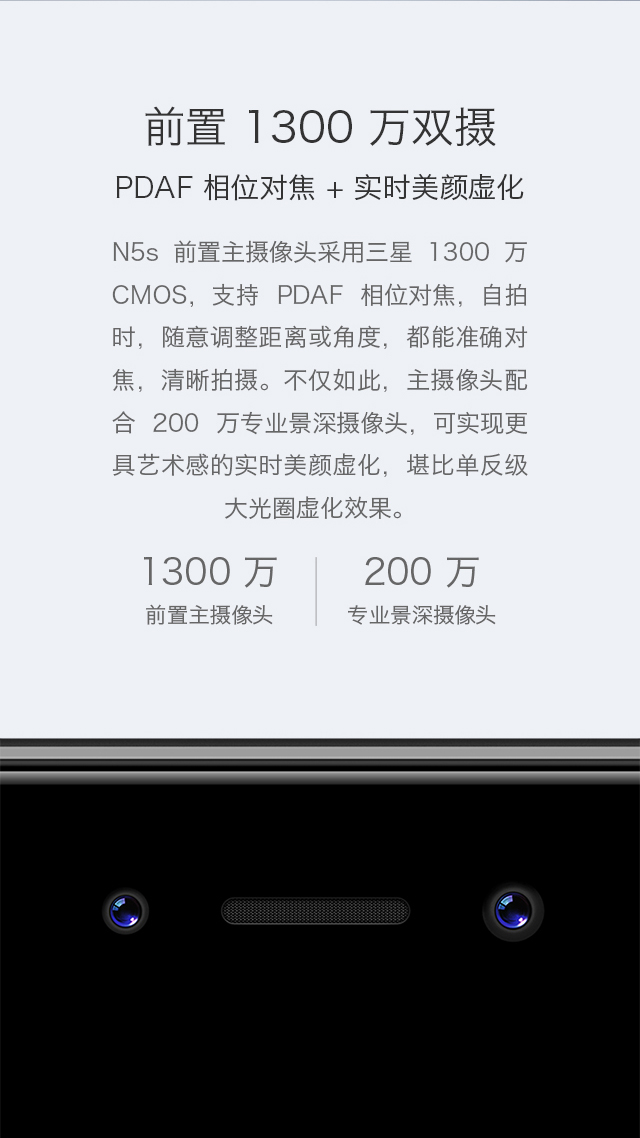 前置 1300 万双摄
PDAF 相位对焦 + 实时美颜虚化
N5s 前置主摄像头采用三星 1300 万
CMOS，支持 PDAF 相位对焦，自拍
时，随意调整距离或角度，都能准确对
焦，清晰拍摄。不仅如此，主摄像头配
合 200 万专业景深摄像头，可实现更
具艺术感的实时美颜虚化，堪比单反级
大光圈虚化效果。
1300 万
前置主摄像头
200 万
专业景深摄像头